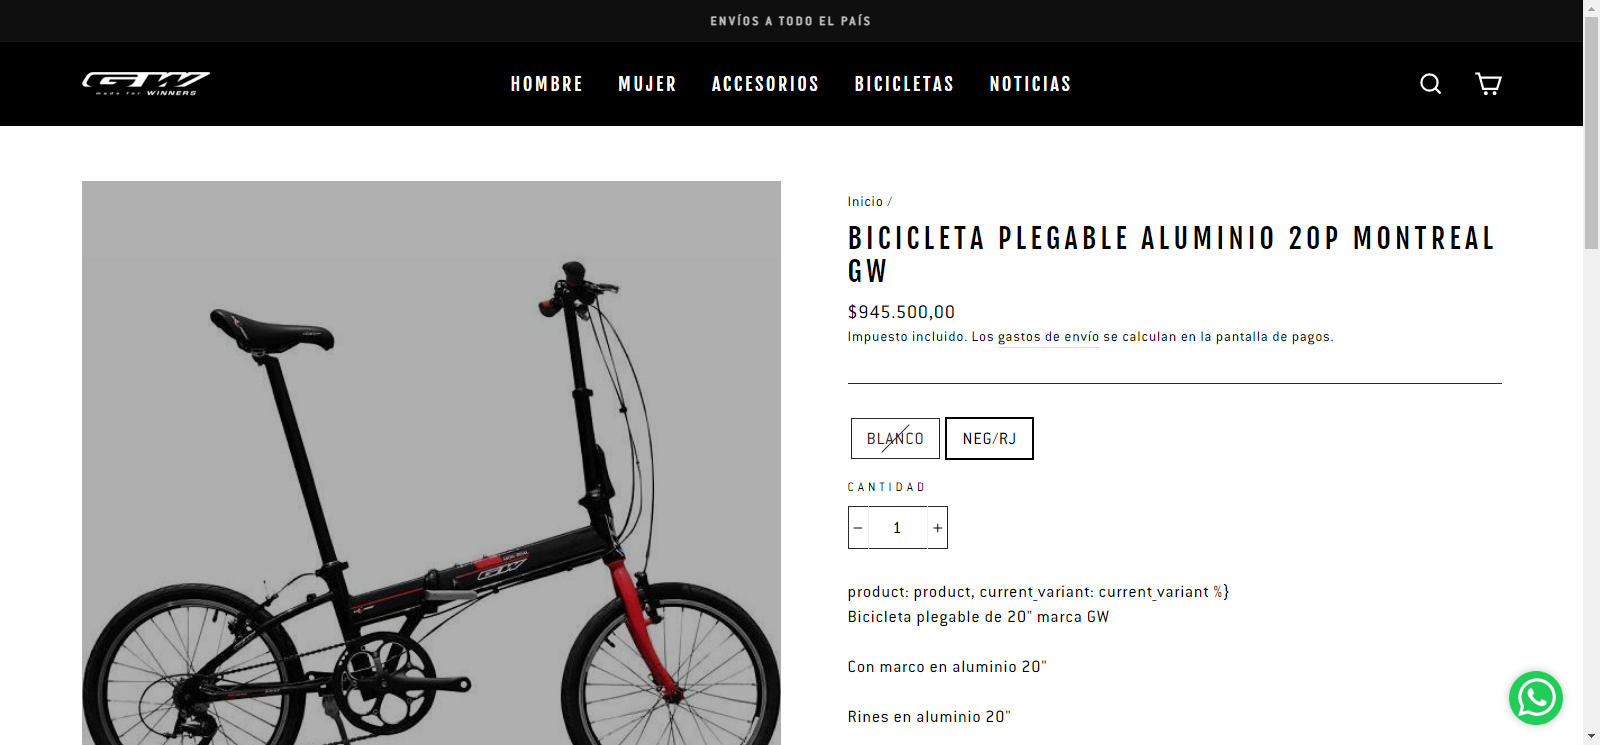 ENVÍOS A TODO EL PAÍS
GW
made for WINNERS
HOMBRE MUJER ACCESORIOS BICICLETAS NOTICIAS
Inicio /
BICICLETA PLEGABLE ALUMINIO 20P MONTREAL
GW
$945.500,00
Impuesto incluido. Los gastos de envío se calculan en la pantalla de pagos.
BLANCO NEG/RJ
CANTIDAD
− 1 +
product: product, current_variant: current_variant %}
Bicicleta plegable de 20" marca GW
Con marco en aluminio 20"
Rines en aluminio 20"
GW